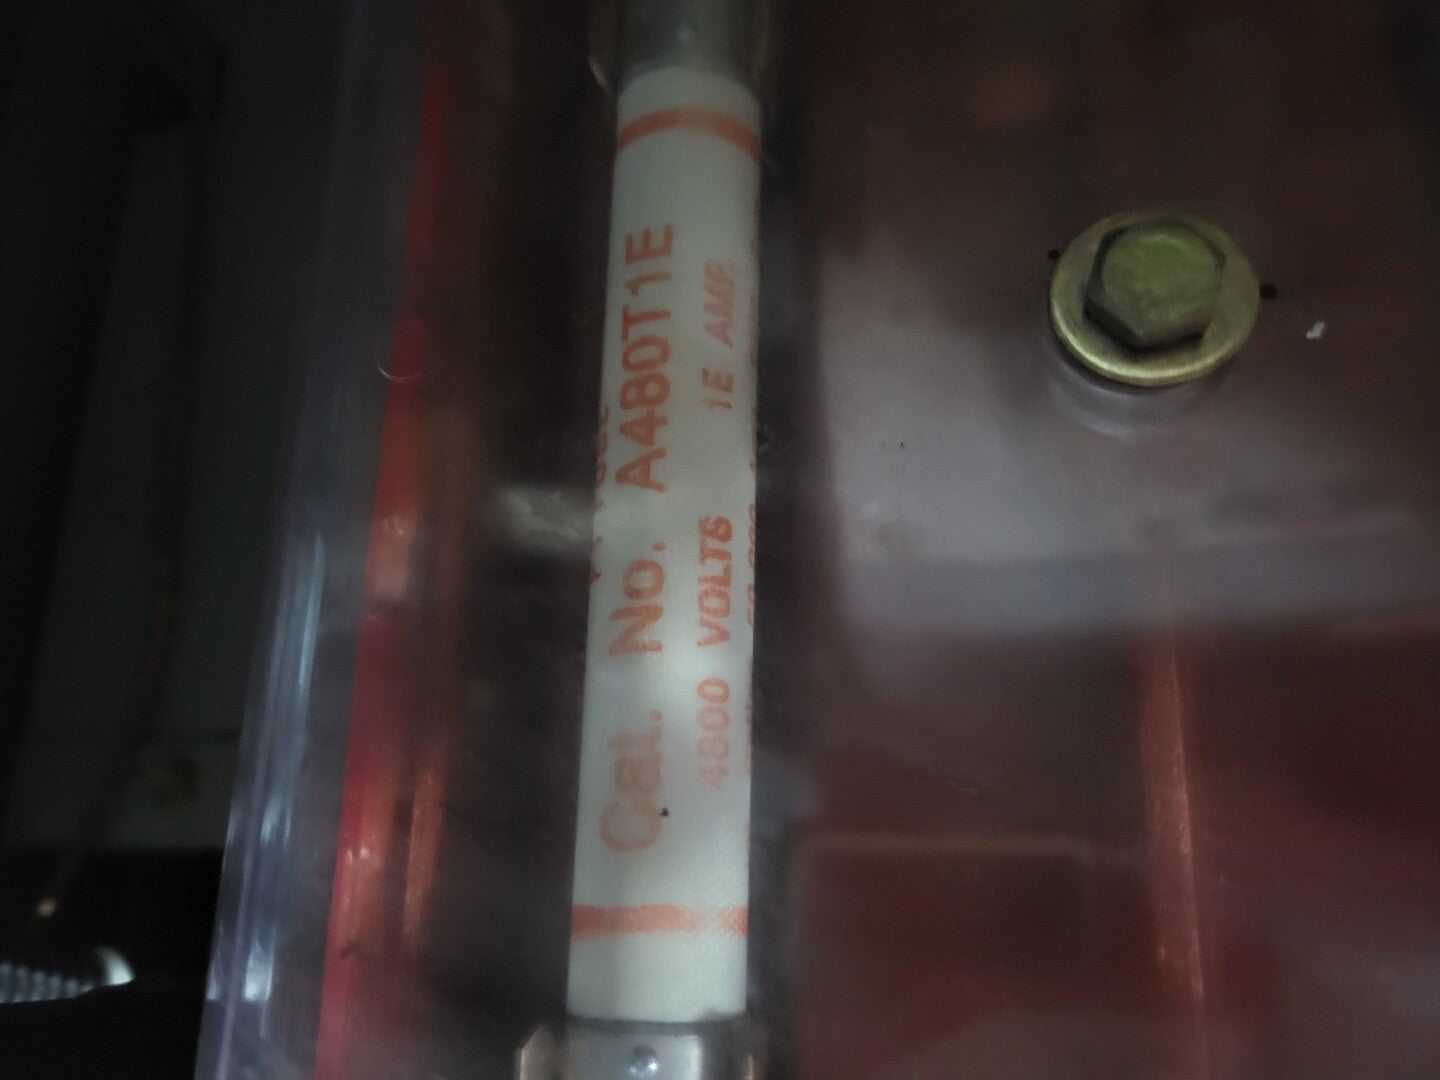 Cat. No. A480T1E
4800 VOLTS 1E AMP.